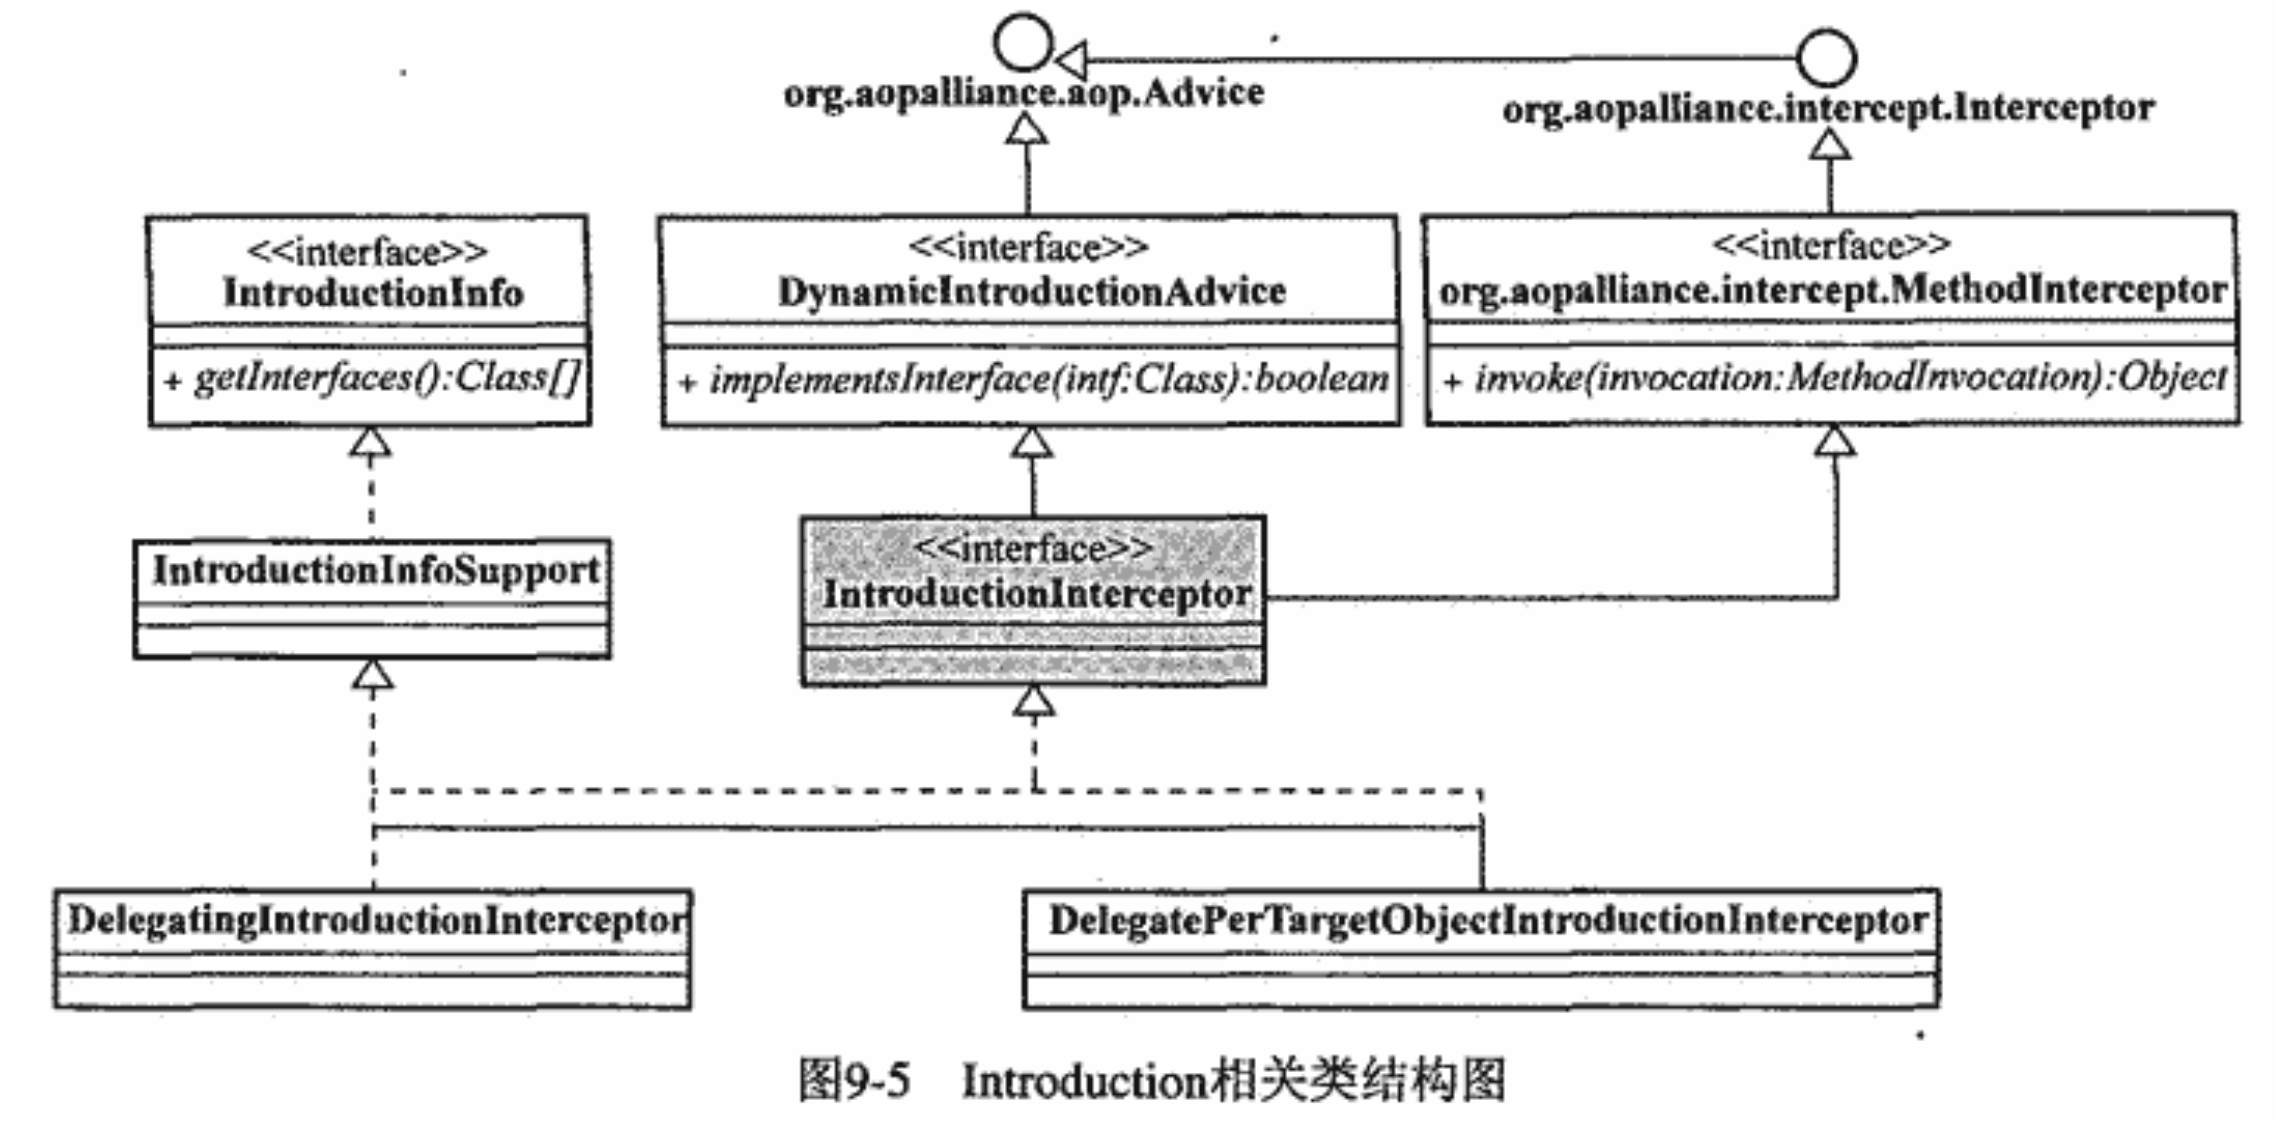 org.aopalliance.aop.Advice
org.aopalliance.intercept.Interceptor
<<interface>>
IntroductionInfo
+ getInterfaces():Class[]
<<interface>>
DynamicIntroductionAdvice
+ implementsInterface(intf:Class):boolean
<<interface>>
org.aopalliance.intercept.MethodInterceptor
+ invoke(invocation:MethodInvocation):Object
IntroductionInfoSupport
<<interface>>
IntroductionInterceptor
DelegatingIntroductionInterceptor
DelegatePerTargetObjectIntroductionInterceptor
图9-5 Introduction相关类结构图